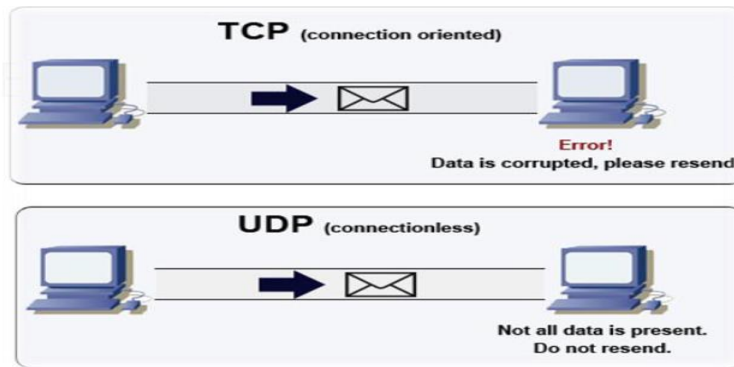 TCP (connection oriented)
Error!
Data is corrupted, please resend
UDP (connectionless)
Not all data is present.
Do not resend.